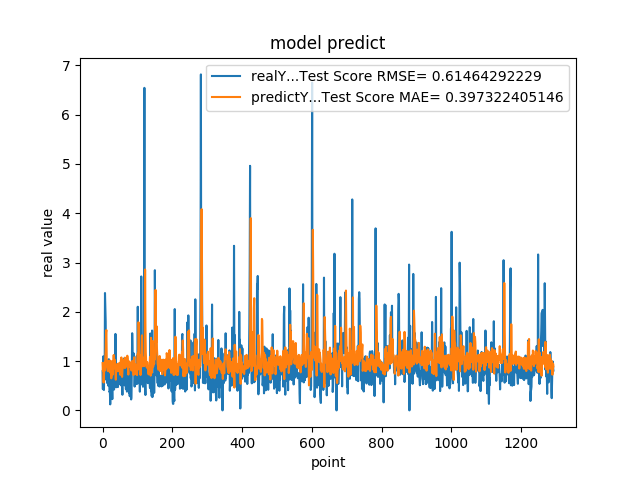 model predict
realY...Test Score RMSE= 0.61464292229
predictY...Test Score MAE= 0.397322405146
7
6
5
4
3
2
1
0
real value
0 200 400 600 800 1000 1200
point